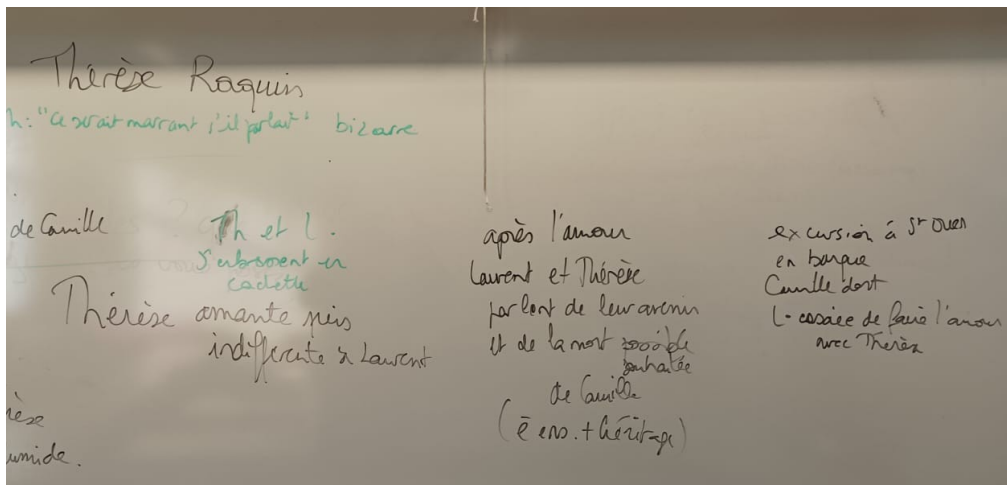 Thérèse Raquin
h: "Ce serait marrant s'il parlait" bizarre
de Camille
Th et L.
s'embrassent en
cachette
Thérèse amante puis
indifférente à Laurent
èse
umide.
après l'amour
Laurent et Thérèse
parlent de leur avenir
et de la mort possible
souhaitée
de Camille
(ē ens. + héritage)
excursion à St Ouen
en barque
Camille dort
L. essaiee de faire l'amour
avec Thérèse